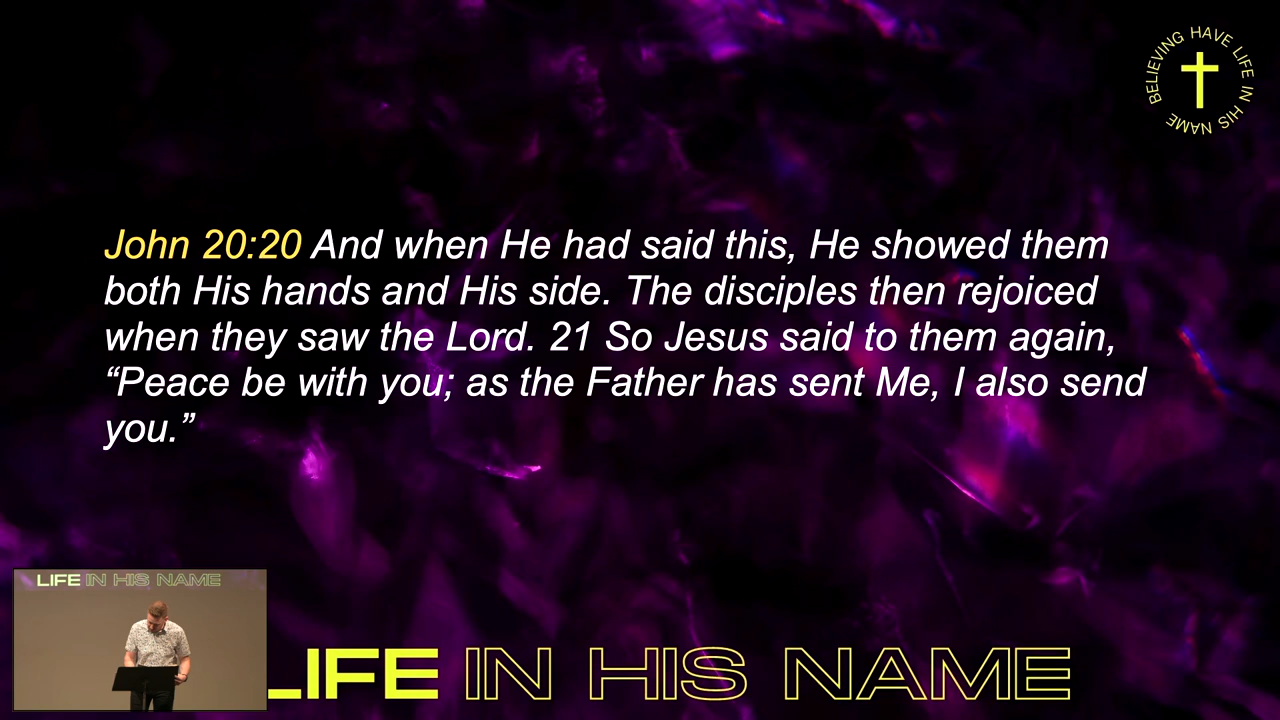 BELIEVING HAVE LIFE IN HIS NAME
John 20:20 And when He had said this, He showed them
both His hands and His side. The disciples then rejoiced
when they saw the Lord. 21 So Jesus said to them again,
“Peace be with you; as the Father has sent Me, I also send
you.”
LIFE IN HIS NAME
LIFE IN HIS NAME